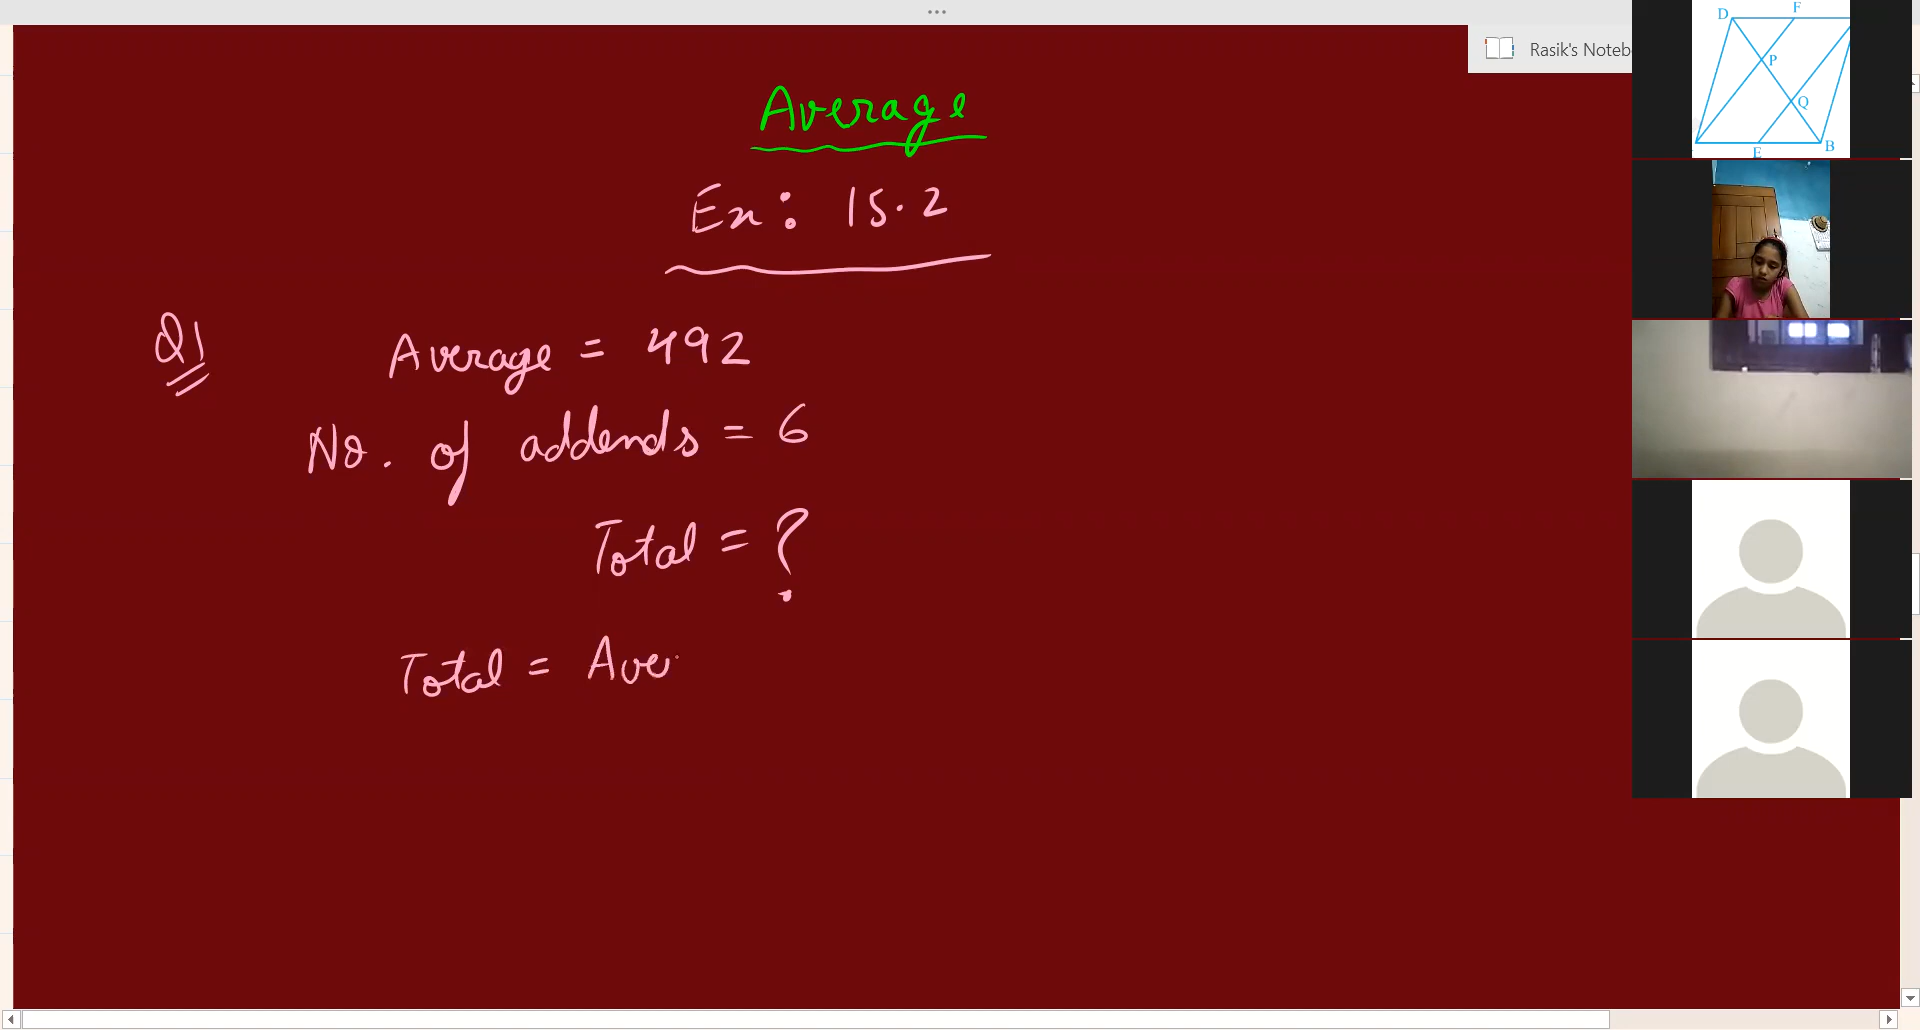 Average
Ex: 15.2
Q1
Average = 492
No. of addends = 6
Total = ?
Total = Ave
Rasik's Noteb
D F
P
Q
E B